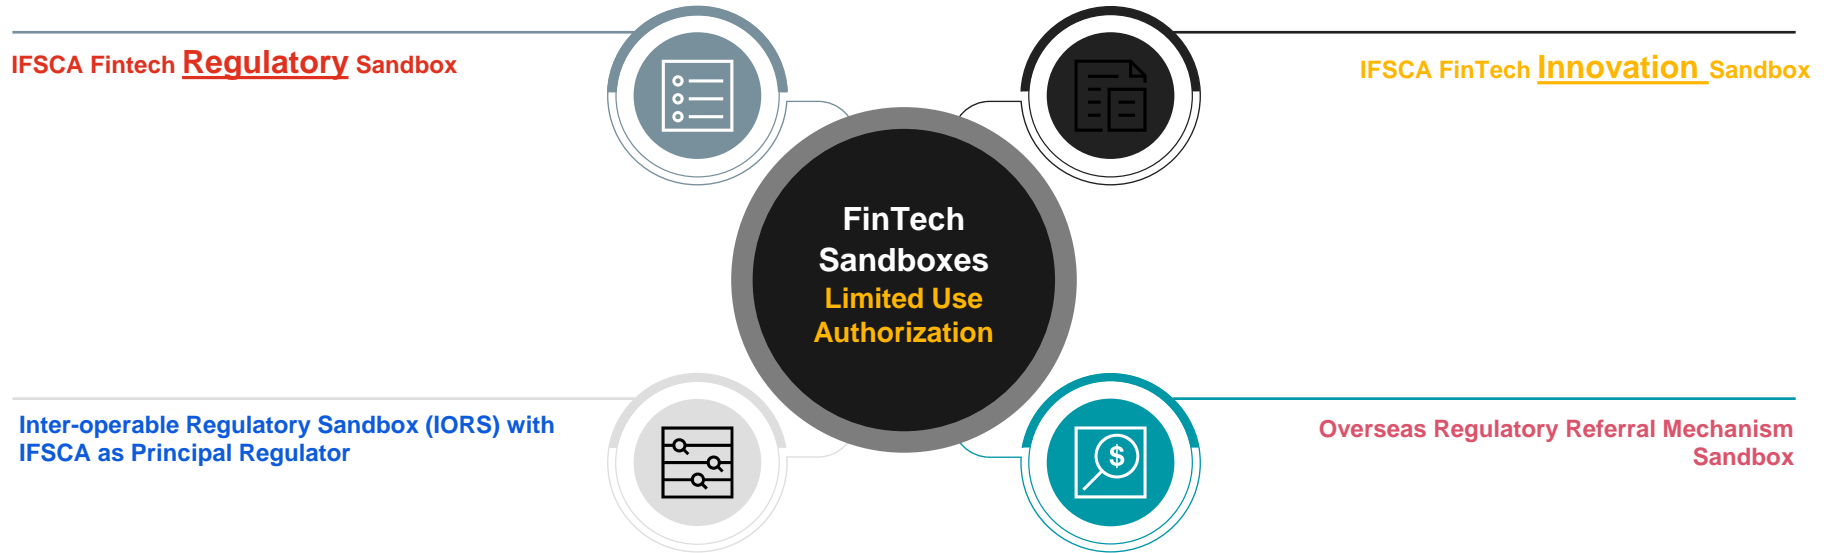 IFSCA Fintech Regulatory Sandbox
IFSCA FinTech Innovation Sandbox
FinTech
Sandboxes
Limited Use
Authorization
Inter-operable Regulatory Sandbox (IORS) with
IFSCA as Principal Regulator
Overseas Regulatory Referral Mechanism
Sandbox
$